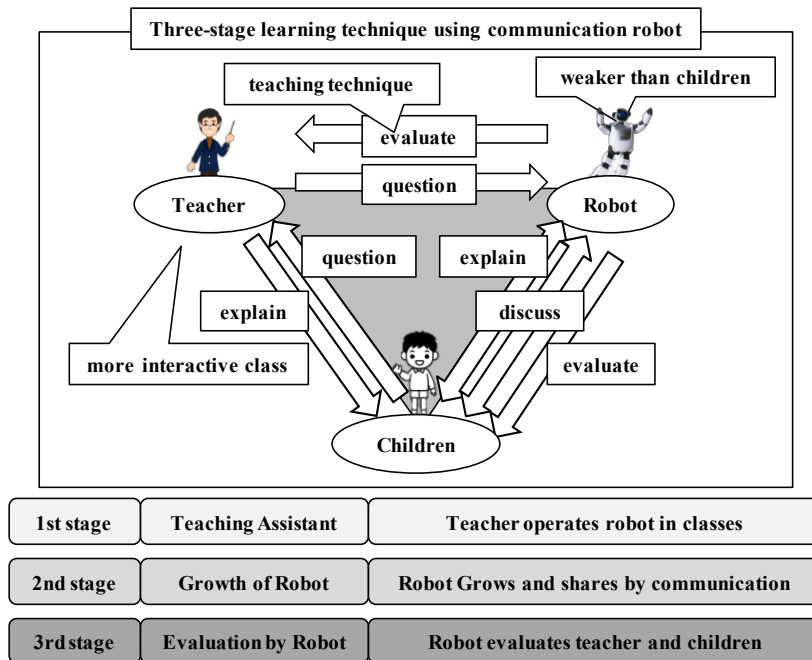 Three-stage learning technique using communication robot
teaching technique
weaker than children
evaluate
question
Teacher
Robot
question
explain
explain
discuss
more interactive class
evaluate
Children
1st stage
Teaching Assistant
Teacher operates robot in classes
2nd stage
Growth of Robot
Robot Grows and shares by communication
3rd stage
Evaluation by Robot
Robot evaluates teacher and children